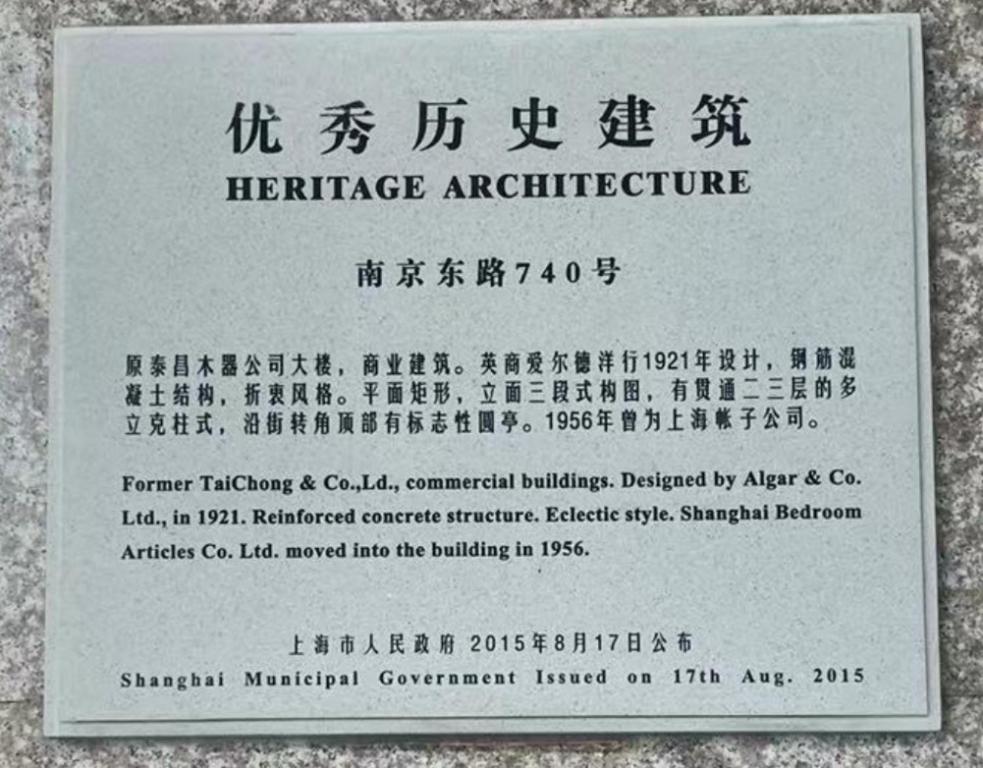 优秀历史建筑
HERITAGE ARCHITECTURE
南京东路740号
原泰昌木器公司大楼，商业建筑。英商爱尔德洋行1921年设计，钢筋混
凝土结构，折衷风格。平面矩形，立面三段式构图，有贯通二三层的多
立克柱式，沿街转角顶部有标志性圆亭。1956年曾为上海帐子公司。
Former TaiChong & Co.,Ld., commercial buildings. Designed by Algar & Co.
Ltd., in 1921. Reinforced concrete structure. Eclectic style. Shanghai Bedroom
Articles Co. Ltd. moved into the building in 1956.
上海市人民政府 2015年8月17日公布
Shanghai Municipal Government Issued on 17th Aug. 2015